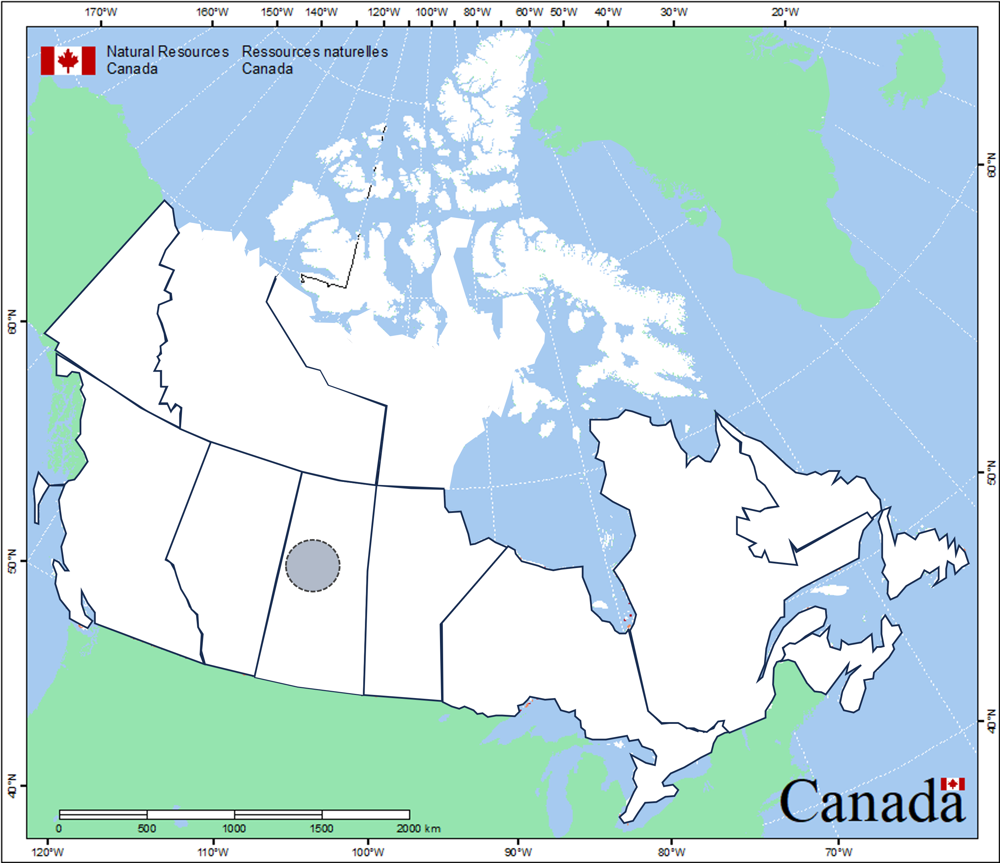 170°W 160°W 150°W 140°W 120°W 100°W 80°W 60°W 50°W 40°W 30°W 20°W
Natural Resources Ressources naturelles
Canada Canada
60°N
60°N
50°N
50°N
40°N
40°N
Canada
0 500 1000 1500 2000 km
120°W 110°W 100°W 90°W 80°W 70°W